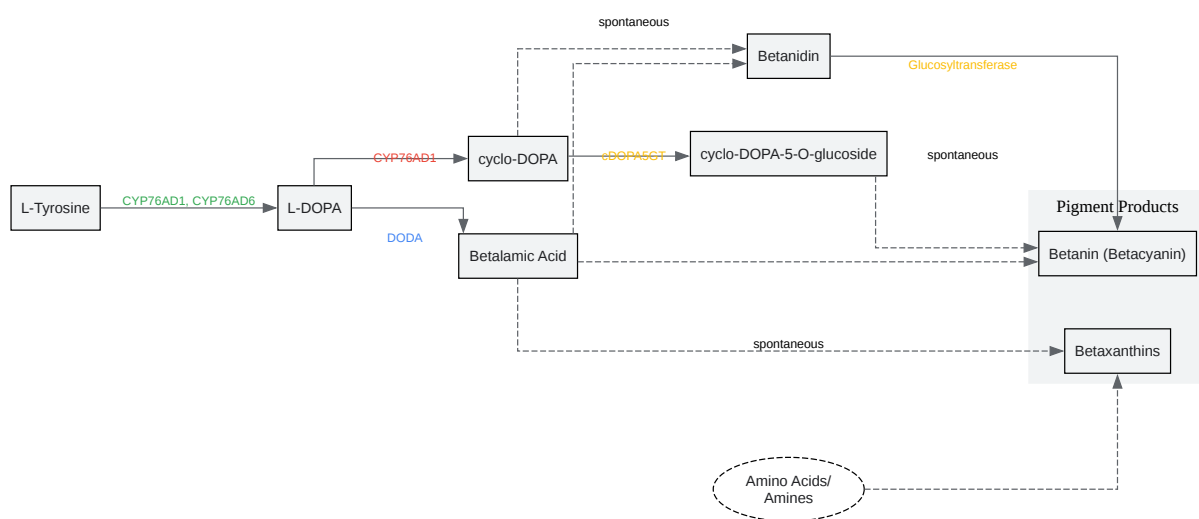 spontaneous
Betanidin
Glucosyltransferase
CYP76AD1
cyclo-DOPA
cDOPA5GT
cyclo-DOPA-5-O-glucoside
spontaneous
L-Tyrosine
CYP76AD1, CYP76AD6
L-DOPA
Pigment Products
DODA
Betalamic Acid
Betanin (Betacyanin)
spontaneous
Betaxanthins
Amino Acids/
Amines